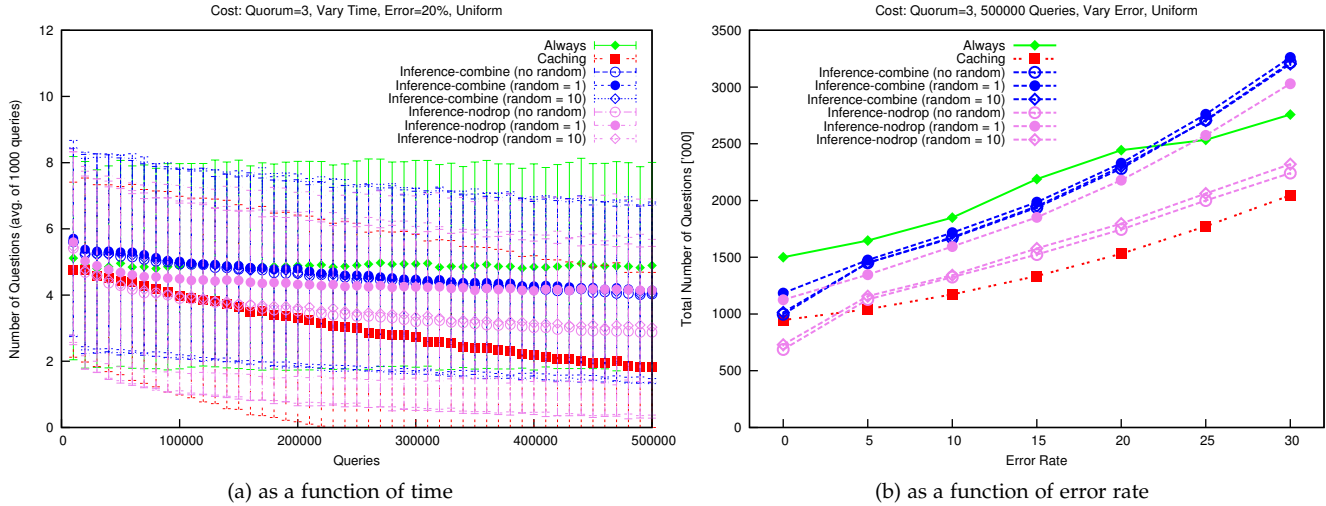 Cost: Quorum=3, Vary Time, Error=20%, Uniform
12
10
8
6
4
2
0
Number of Questions (avg. of 1000 queries)
Always
Caching
Inference-combine (no random)
Inference-combine (random = 1)
Inference-combine (random = 10)
Inference-nodrop (no random)
Inference-nodrop (random = 1)
Inference-nodrop (random = 10)
0 100000 200000 300000 400000 500000
Queries
(a) as a function of time
Cost: Quorum=3, 500000 Queries, Vary Error, Uniform
3500
3000
2500
2000
1500
1000
500
0
Total Number of Questions ['000]
Always
Caching
Inference-combine (no random)
Inference-combine (random = 1)
Inference-combine (random = 10)
Inference-nodrop (no random)
Inference-nodrop (random = 1)
Inference-nodrop (random = 10)
0 5 10 15 20 25 30
Error Rate
(b) as a function of error rate